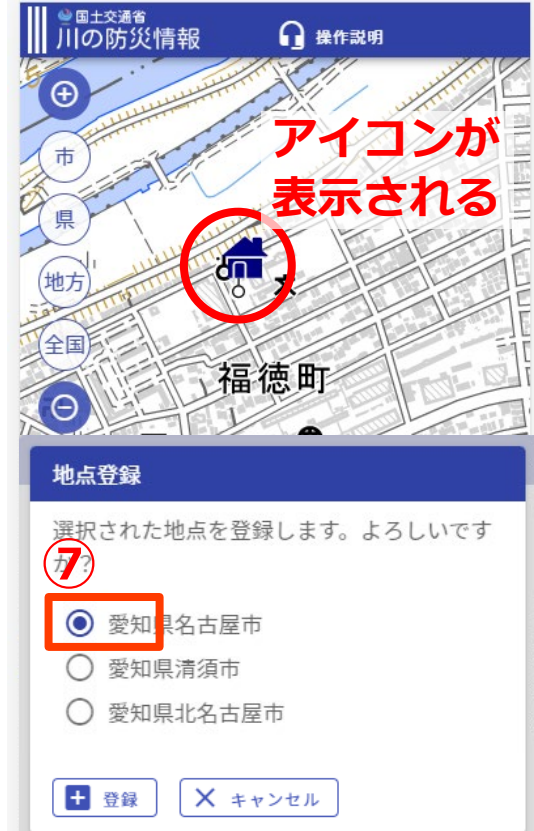 国土交通省
川の防災情報
操作説明
アイコンが
表示される
市
県
地方
全国
福徳町
地点登録
選択された地点を登録します。よろしいです
か？
⑦
愛知県名古屋市
愛知県清須市
愛知県北名古屋市
登録
キャンセル